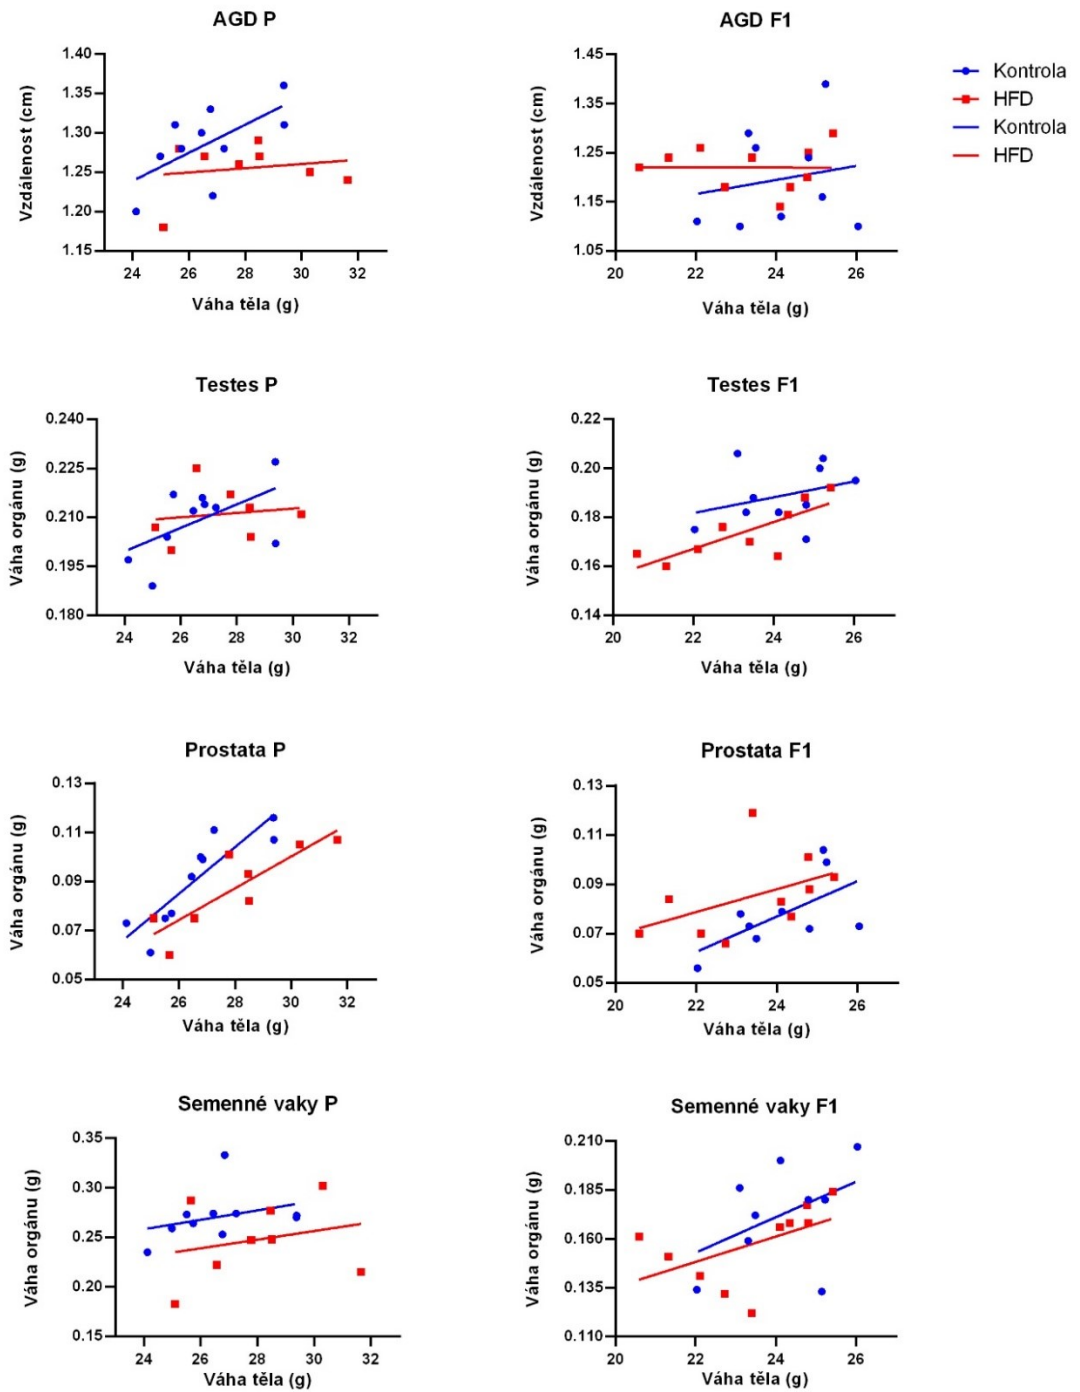 AGD P
1.40
1.35
1.30
1.25
1.20
1.15
Vzdálenost (cm)
24 26 28 30 32
Váha těla (g)
AGD F1
1.45
1.35
1.25
1.15
1.05
Vzdálenost (cm)
20 22 24 26
Váha těla (g)
Kontrola
HFD
Kontrola
HFD
Testes P
0.240
0.225
0.210
0.195
0.180
Váha orgánu (g)
24 26 28 30 32
Váha těla (g)
Testes F1
0.22
0.20
0.18
0.16
0.14
Váha orgánu (g)
20 22 24 26
Váha těla (g)
Prostata P
0.13
0.11
0.09
0.07
0.05
Váha orgánu (g)
24 26 28 30 32
Váha těla (g)
Prostata F1
0.13
0.11
0.09
0.07
0.05
Váha orgánu (g)
20 22 24 26
Váha těla (g)
Semenné vaky P
0.35
0.30
0.25
0.20
0.15
Váha orgánu (g)
24 26 28 30 32
Váha těla (g)
Semenné vaky F1
0.210
0.185
0.160
0.135
0.110
Váha orgánu (g)
20 22 24 26
Váha těla (g)